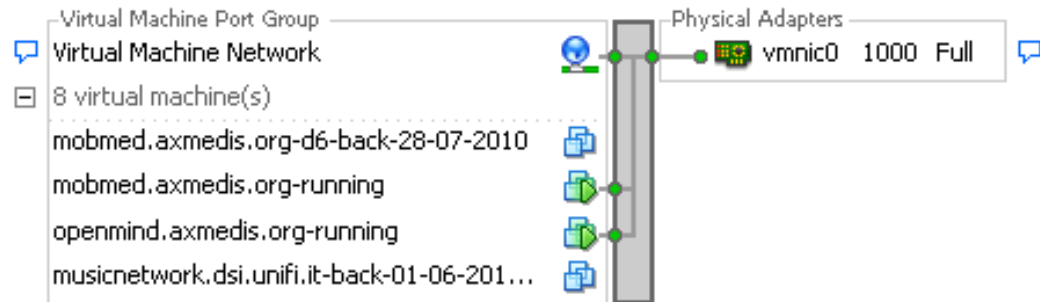 Virtual Machine Port Group
Physical Adapters
Virtual Machine Network
vmnic0 1000 Full
8 virtual machine(s)
mobmed.axmedis.org-d6-back-28-07-2010
mobmed.axmedis.org-running
openmind.axmedis.org-running
musicnetwork.dsi.unifi.it-back-01-06-201...